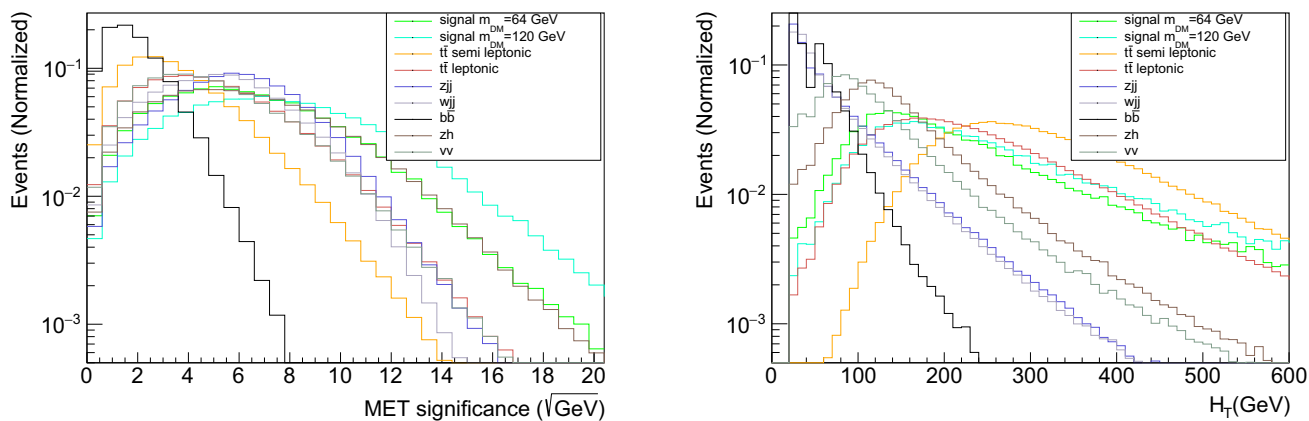 Events (Normalized)
10⁻¹
10⁻²
10⁻³
signal m_DM=64 GeV
signal m_DM=120 GeV
tt̄ semi leptonic
tt̄ leptonic
zjj
wjj
bb̄
zh
vv
0 2 4 6 8 10 12 14 16 18 20
MET significance (√GeV)
Events (Normalized)
10⁻¹
10⁻²
10⁻³
signal m_DM=64 GeV
signal m_DM=120 GeV
tt̄ semi leptonic
tt̄ leptonic
zjj
wjj
bb̄
zh
vv
0 100 200 300 400 500 600
H_T(GeV)